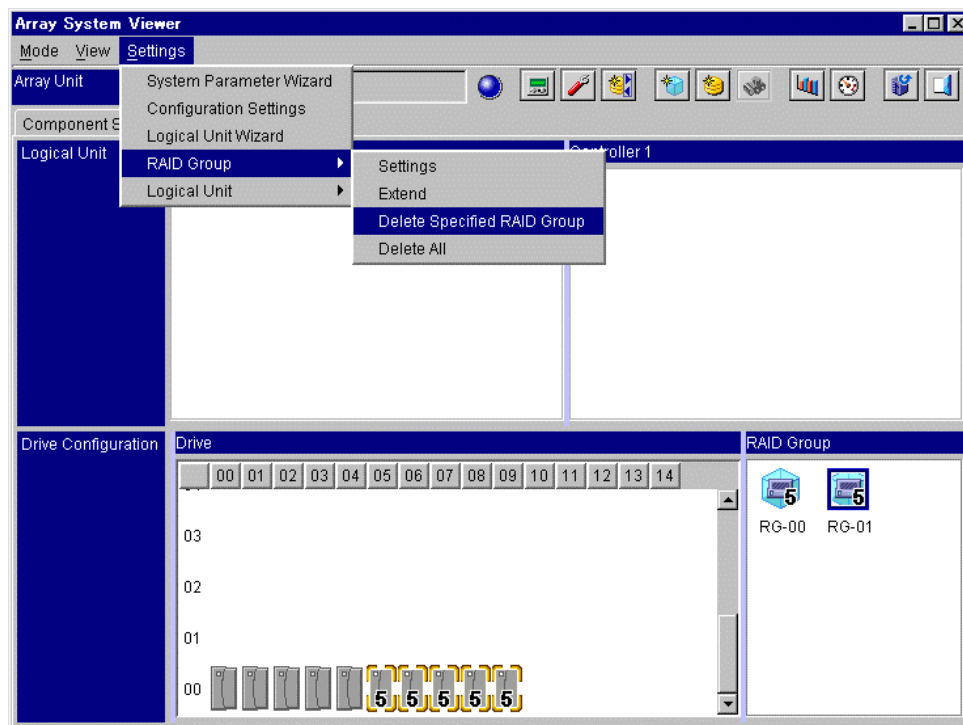 Array System Viewer
Mode View Settings
Array Unit
System Parameter Wizard
Configuration Settings
Logical Unit Wizard
RAID Group
Logical Unit
Settings
Extend
Delete Specified RAID Group
Delete All
Component S
Logical Unit
Controller 1
Drive Configuration
Drive
00 01 02 03 04 05 06 07 08 09 10 11 12 13 14
03
02
01
00
5 5 5 5 5
RAID Group
5 5
RG-00 RG-01